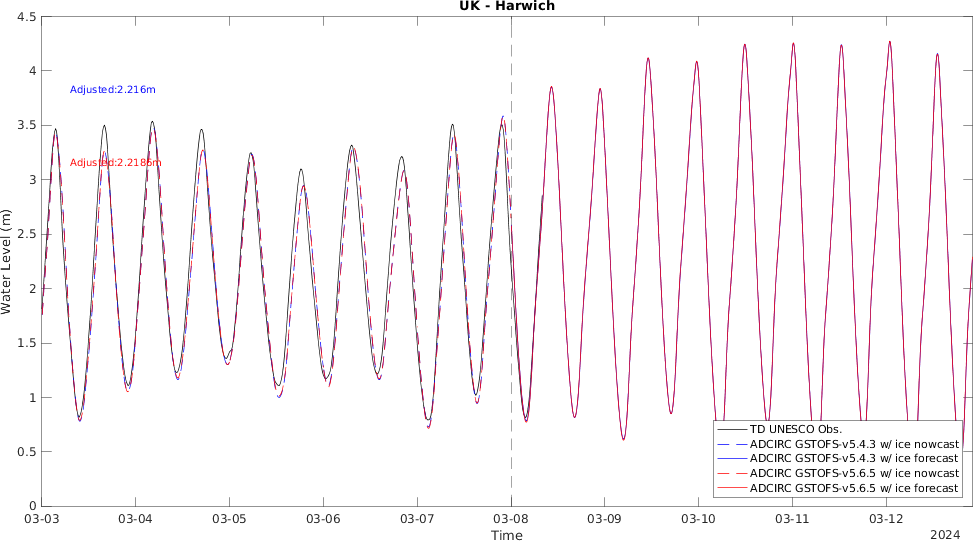 UK - Harwich
4.5
4
3.5
3
2.5
2
1.5
1
0.5
0
Water Level (m)
Adjusted:2.216m
Adjusted:2.2186m
TD UNESCO Obs.
ADCIRC GSTOFS-v5.4.3 w/ ice nowcast
ADCIRC GSTOFS-v5.4.3 w/ ice forecast
ADCIRC GSTOFS-v5.6.5 w/ ice nowcast
ADCIRC GSTOFS-v5.6.5 w/ ice forecast
03-03 03-04 03-05 03-06 03-07 03-08 03-09 03-10 03-11 03-12
Time
2024